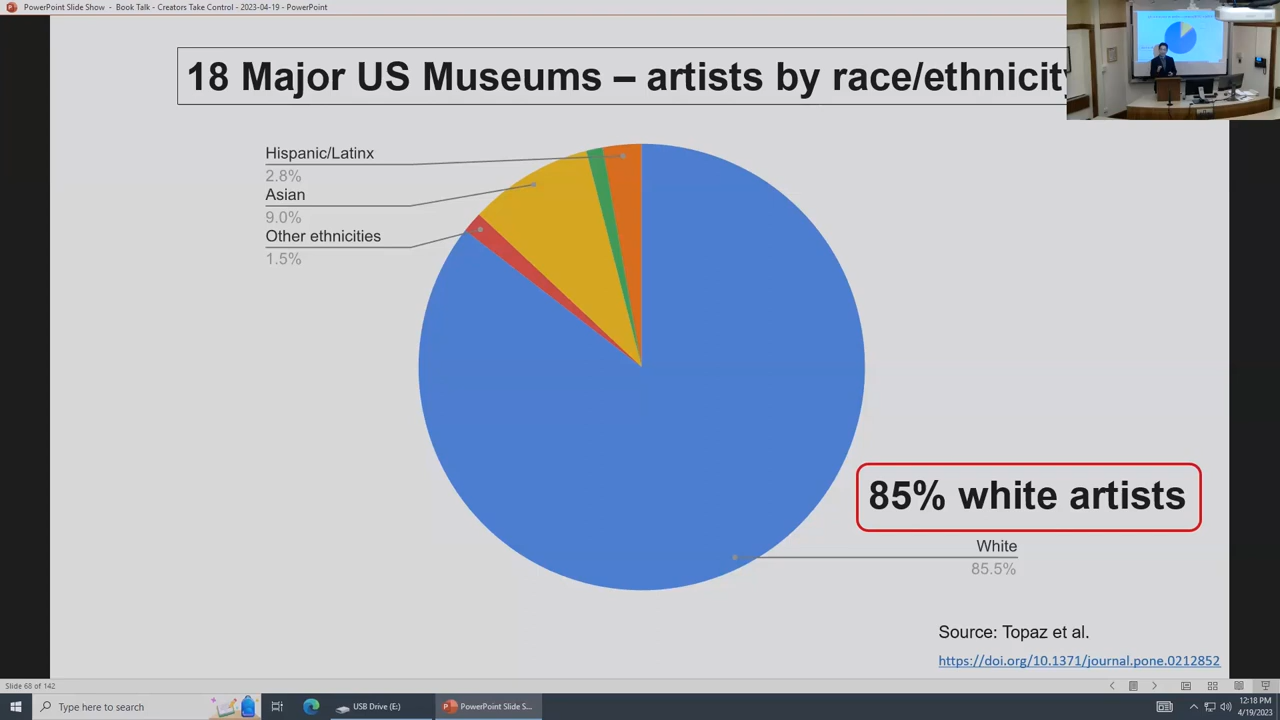 PowerPoint Slide Show - Book Talk - Creators Take Control - 2023-04-19 - PowerPoint
18 Major US Museums – artists by race/ethnicity
Hispanic/Latinx
2.8%
Asian
9.0%
Other ethnicities
1.5%
85% white artists
White
85.5%
Source: Topaz et al.
https://doi.org/10.1371/journal.pone.0212852
Slide 68 of 142
Type here to search
USB Drive (E:)
PowerPoint Slide S...
12:18 PM
4/19/2023